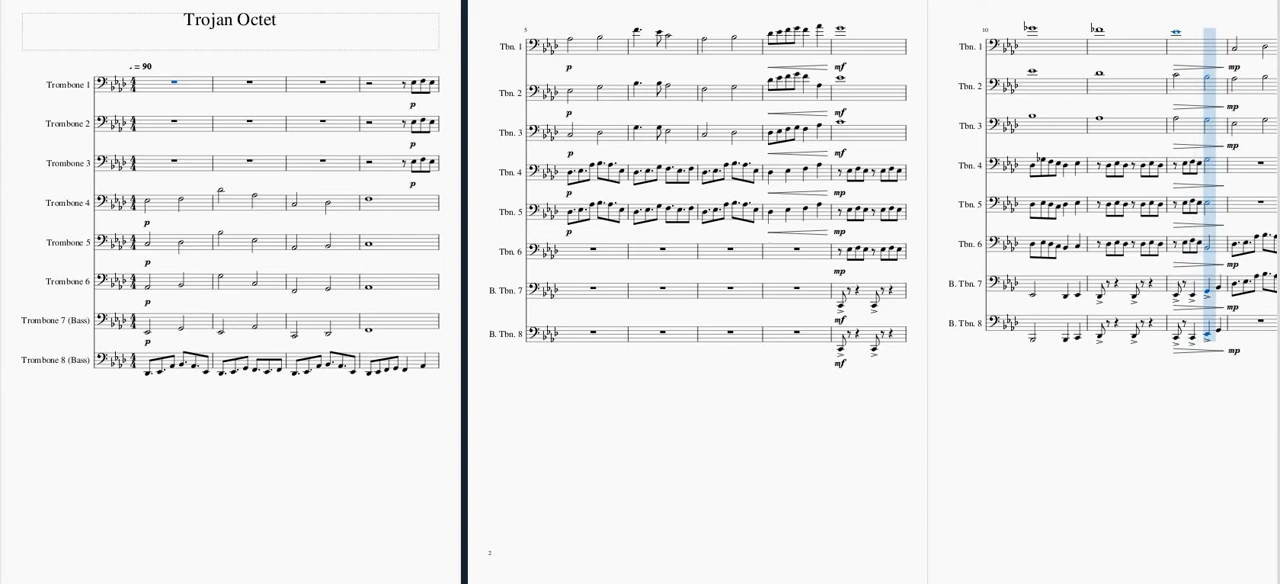 Trojan Octet
♩ = 90
Trombone 1
p
Trombone 2
p
Trombone 3
p
Trombone 4
p
Trombone 5
p
Trombone 6
p
Trombone 7 (Bass)
p
Trombone 8 (Bass)
5
Tbn. 1
p mf
Tbn. 2
p mf
Tbn. 3
p mf
Tbn. 4
p mp
Tbn. 5
p mp
Tbn. 6
mp
B. Tbn. 7
mf
B. Tbn. 8
mf
2
10
Tbn. 1
mp
Tbn. 2
mp
Tbn. 3
mp
Tbn. 4
Tbn. 5
Tbn. 6
mp
B. Tbn. 7
mp
B. Tbn. 8
mp